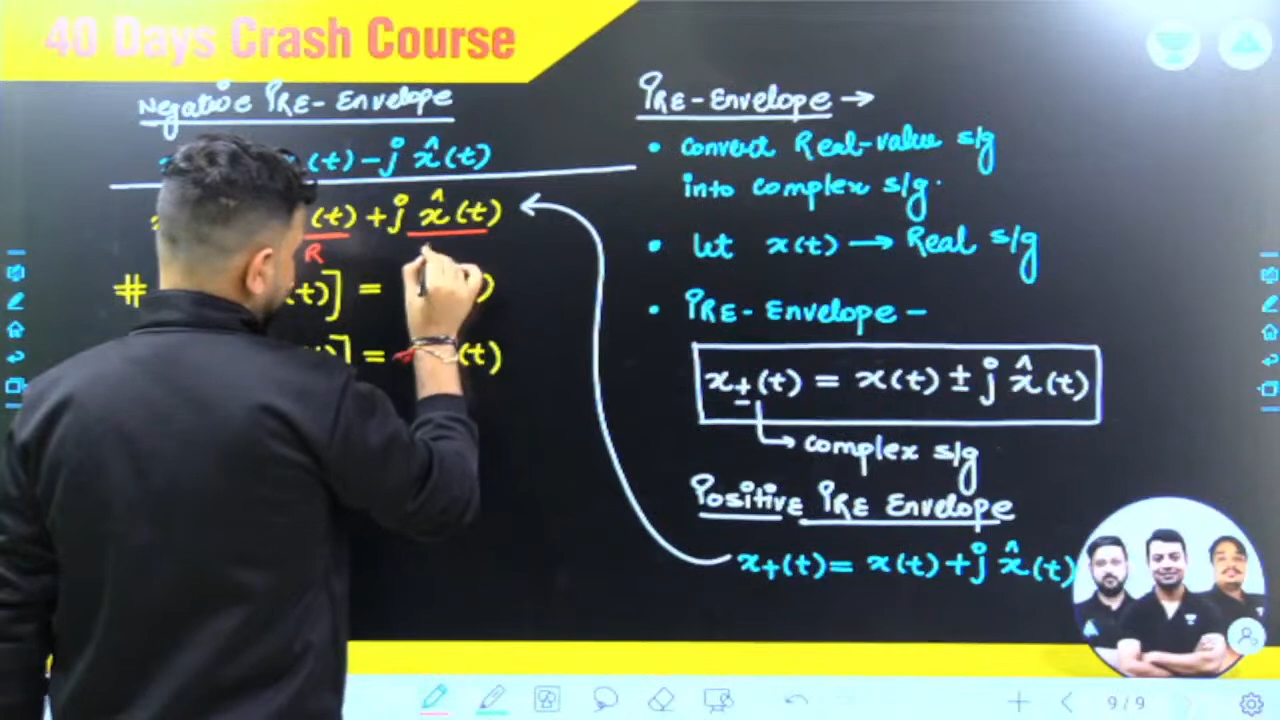 40 Days Crash Course
Negative PRE-Envelope
(t) - j x̂(t)
(t) + j x̂(t)
R
# (t)] = )
] = (t)
PRE-Envelope →
• Convert Real-value s/g
into complex s/g.
• Let x(t) → Real s/g
• PRE-Envelope -
x±(t) = x(t) ± j x̂(t)
↳ complex s/g
Positive PRE Envelope
x+(t) = x(t) + j x̂(t)
9/9